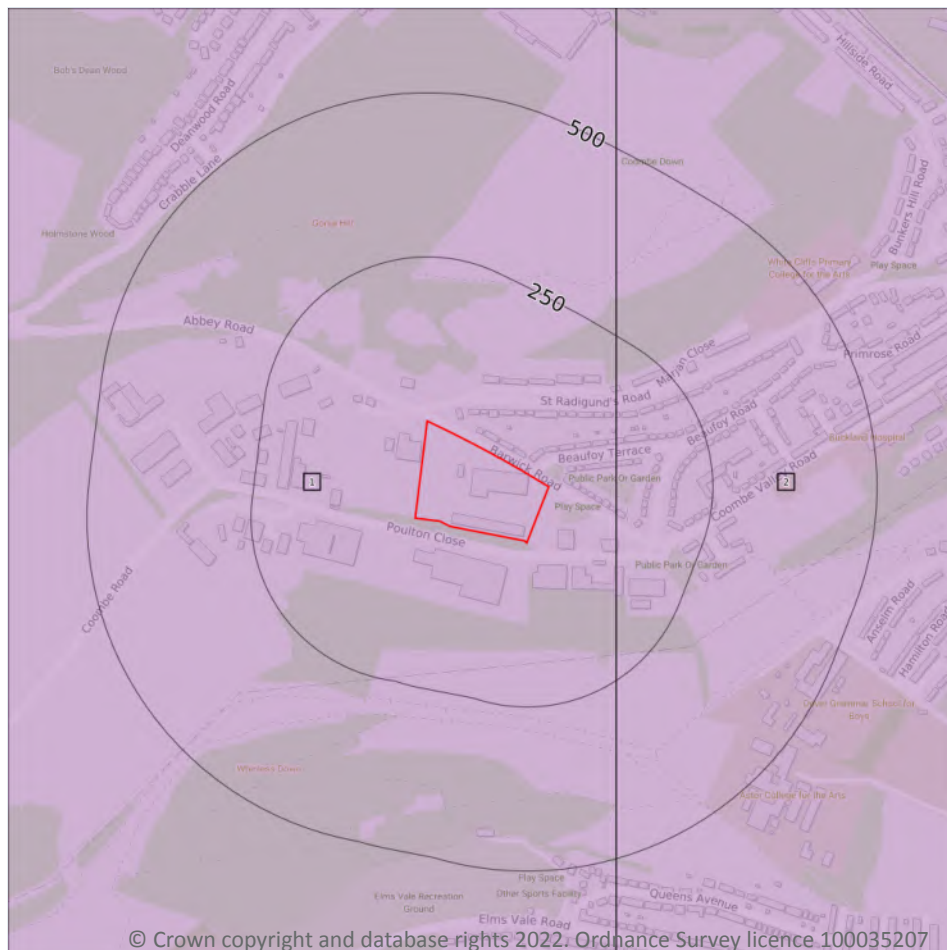 Hillside Road
Bob's Dean Wood
Deanwood Road
500
Coombe Down
Crabble Lane
Bunkers Hill Road
Gorsé Hill
Holmstone Wood
White Cliffs Primary
College for the Arts
Play Space
250
Abbey Road
Primrose Road
Marjan Close
St Radigund's Road
Beaufoy Road
Buckland Hospital
Barwick Road
Beaufoy Terrace
1
Public Park Or Garden
2
Coombe Valley Road
Play Space
Poulton Close
Public Park Or Garden
Coombe Road
Anselm Road
Hamilton Road
Dover Grammar School for
Boys
Whinless Down
Astor College for the Arts
Play Space
Other Sports Facility
Elms Vale Recreation
Ground
Queens Avenue
Elms Vale Road
© Crown copyright and database rights 2022. Ordnance Survey licence 100035207